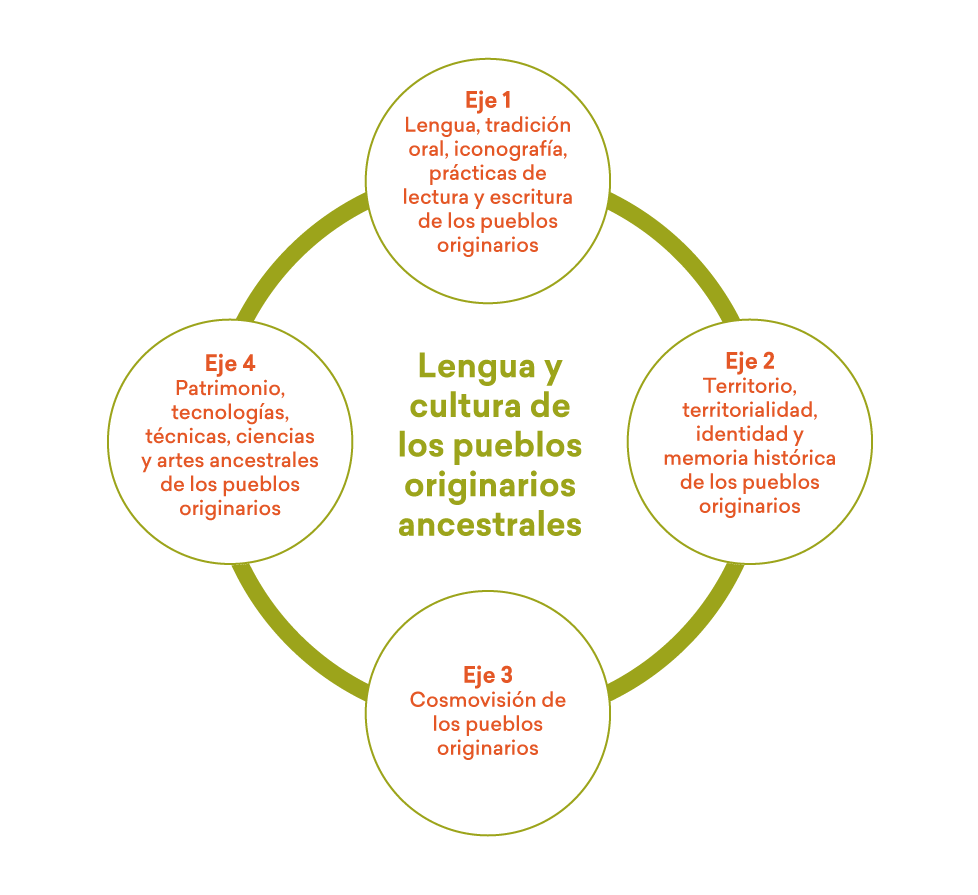 Eje 1
Lengua, tradición
oral, iconografía,
prácticas de
lectura y escritura
de los pueblos
originarios
Eje 4
Patrimonio,
tecnologías,
técnicas, ciencias
y artes ancestrales
de los pueblos
originarios
Lengua y
cultura de
los pueblos
originarios
ancestrales
Eje 2
Territorio,
territorialidad,
identidad y
memoria histórica
de los pueblos
originarios
Eje 3
Cosmovisión de
los pueblos
originarios